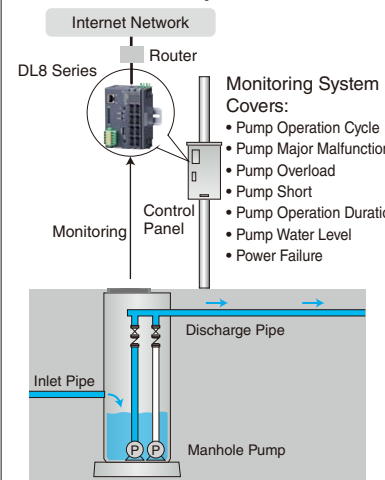 Internet Network
Router
DL8 Series
Monitoring System
Covers:
• Pump Operation Cycle
• Pump Major Malfunction
• Pump Overload
• Pump Short
• Pump Operation Duratio
• Pump Water Level
• Power Failure
Control
Panel
Monitoring
Discharge Pipe
Inlet Pipe
P P
Manhole Pump